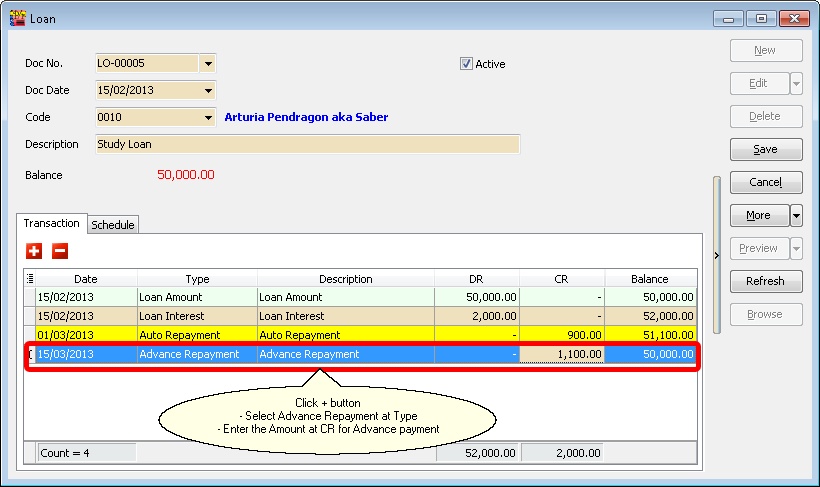 Loan
Doc No. LO-00005 Active
Doc Date 15/02/2013
Code 0010 Arturia Pendragon aka Saber
Description Study Loan
Balance 50,000.00
New
Edit
Delete
Save
Cancel
More
Preview
Refresh
Browse
Transaction Schedule
Date Type Description DR CR Balance
15/02/2013 Loan Amount Loan Amount 50,000.00 - 50,000.00
15/02/2013 Loan Interest Loan Interest 2,000.00 - 52,000.00
01/03/2013 Auto Repayment Auto Repayment - 900.00 51,100.00
15/03/2013 Advance Repayment Advance Repayment - 1,100.00 50,000.00
Click + button
- Select Advance Repayment at Type
- Enter the Amount at CR for Advance payment
Count = 4 52,000.00 2,000.00